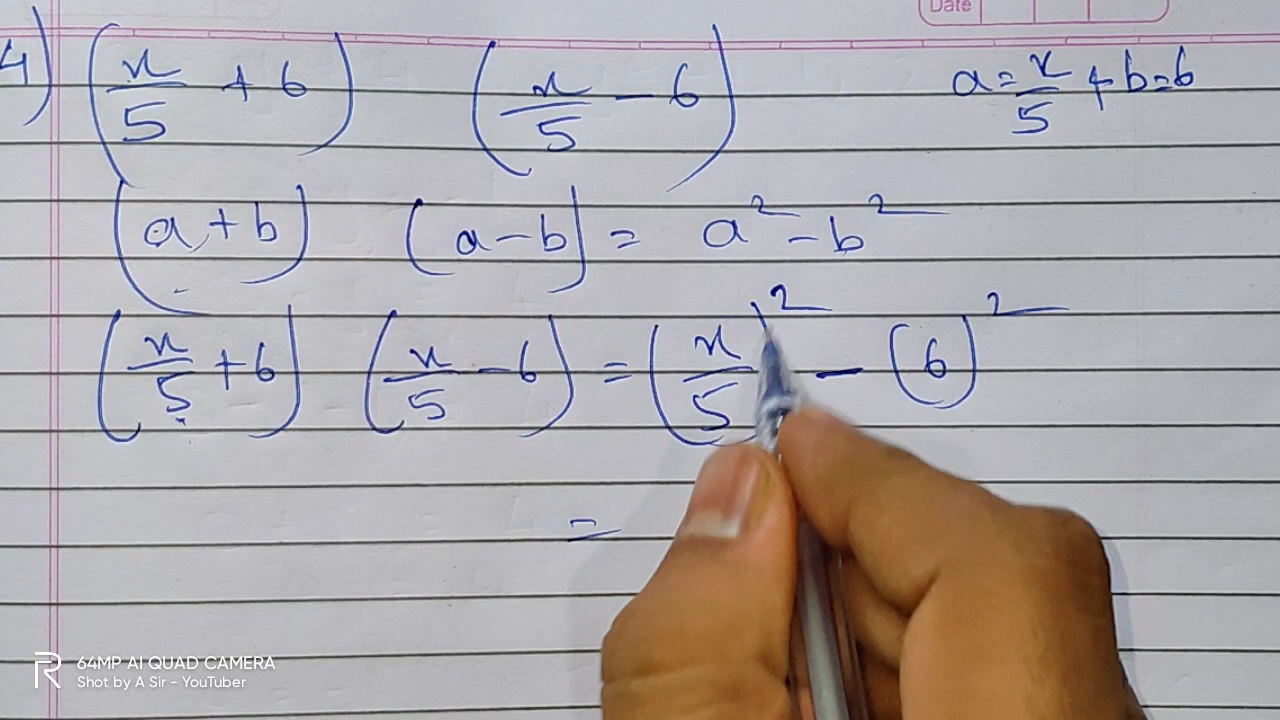 Date
4) (x/5 + 6) (x/5 - 6) a = x/5 & b = 6
(a + b) (a - b) = a² - b²
(x/5 + 6) (x/5 - 6) = (x/5)² - (6)²
=
64MP AI QUAD CAMERA
Shot by A Sir - YouTuber